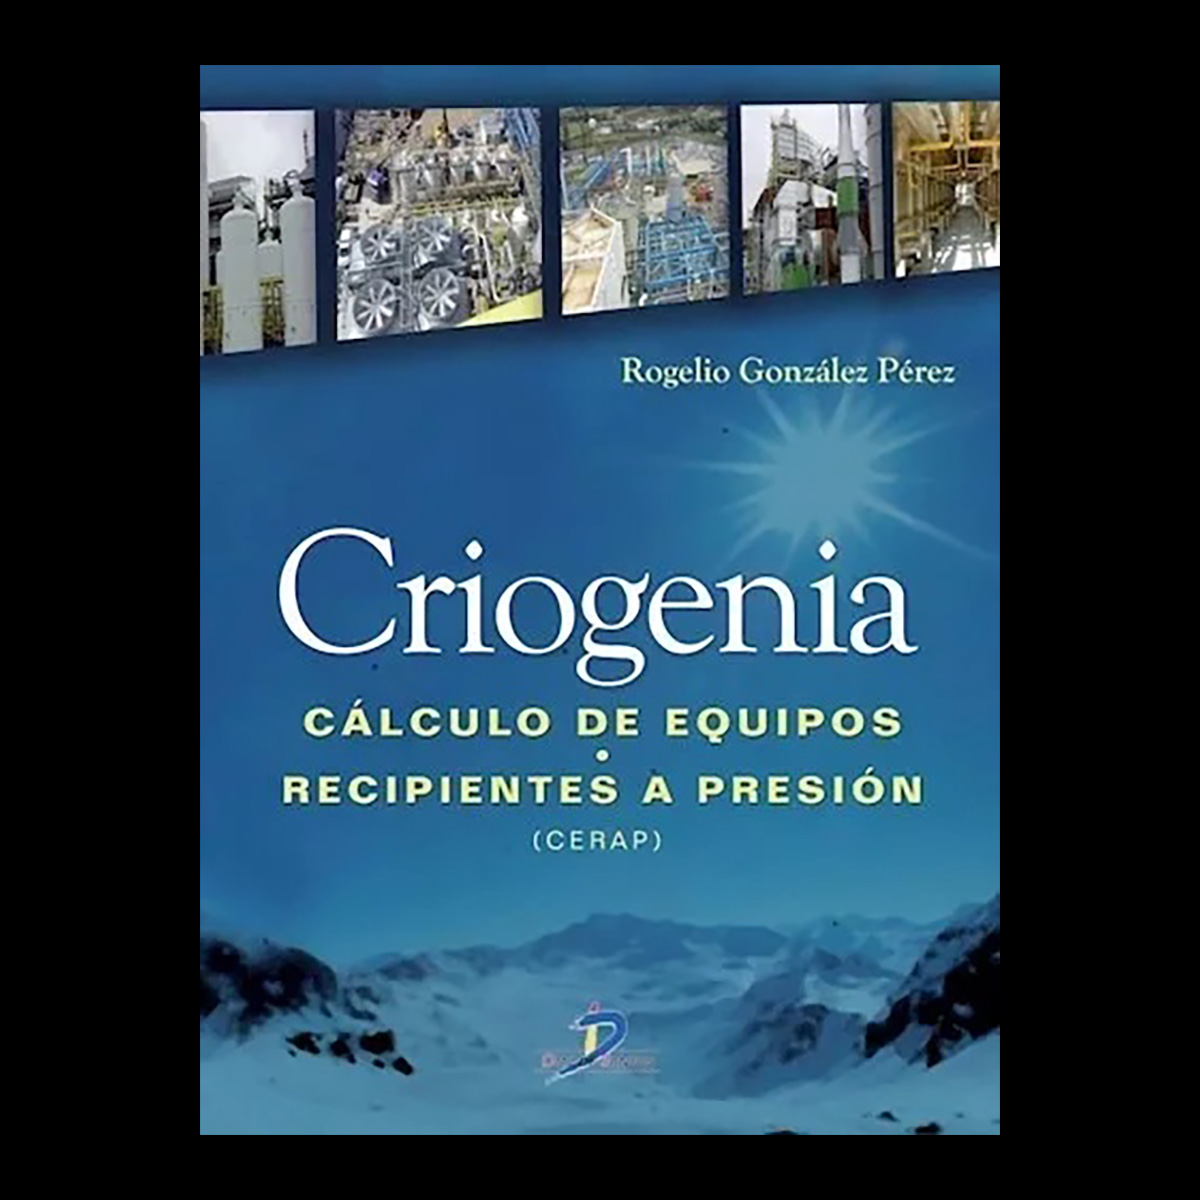 Rogelio González Pérez
Criogenia
CÁLCULO DE EQUIPOS
•
RECIPIENTES A PRESIÓN
(CERAP)